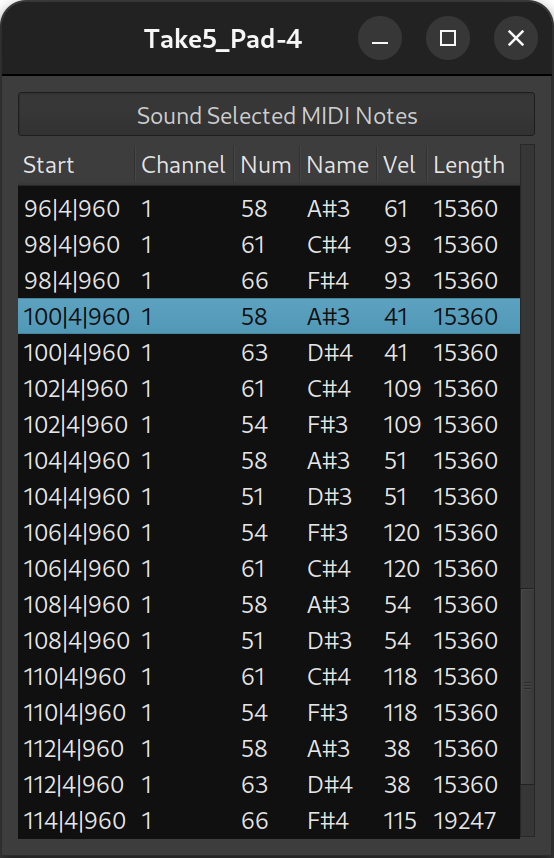 Take5_Pad-4
Sound Selected MIDI Notes
Start Channel Num Name Vel Length
96|4|960 1 58 A#3 61 15360
98|4|960 1 61 C#4 93 15360
98|4|960 1 66 F#4 93 15360
100|4|960 1 58 A#3 41 15360
100|4|960 1 63 D#4 41 15360
102|4|960 1 61 C#4 109 15360
102|4|960 1 54 F#3 109 15360
104|4|960 1 58 A#3 51 15360
104|4|960 1 51 D#3 51 15360
106|4|960 1 54 F#3 120 15360
106|4|960 1 61 C#4 120 15360
108|4|960 1 58 A#3 54 15360
108|4|960 1 51 D#3 54 15360
110|4|960 1 61 C#4 118 15360
110|4|960 1 54 F#3 118 15360
112|4|960 1 58 A#3 38 15360
112|4|960 1 63 D#4 38 15360
114|4|960 1 66 F#4 115 19247